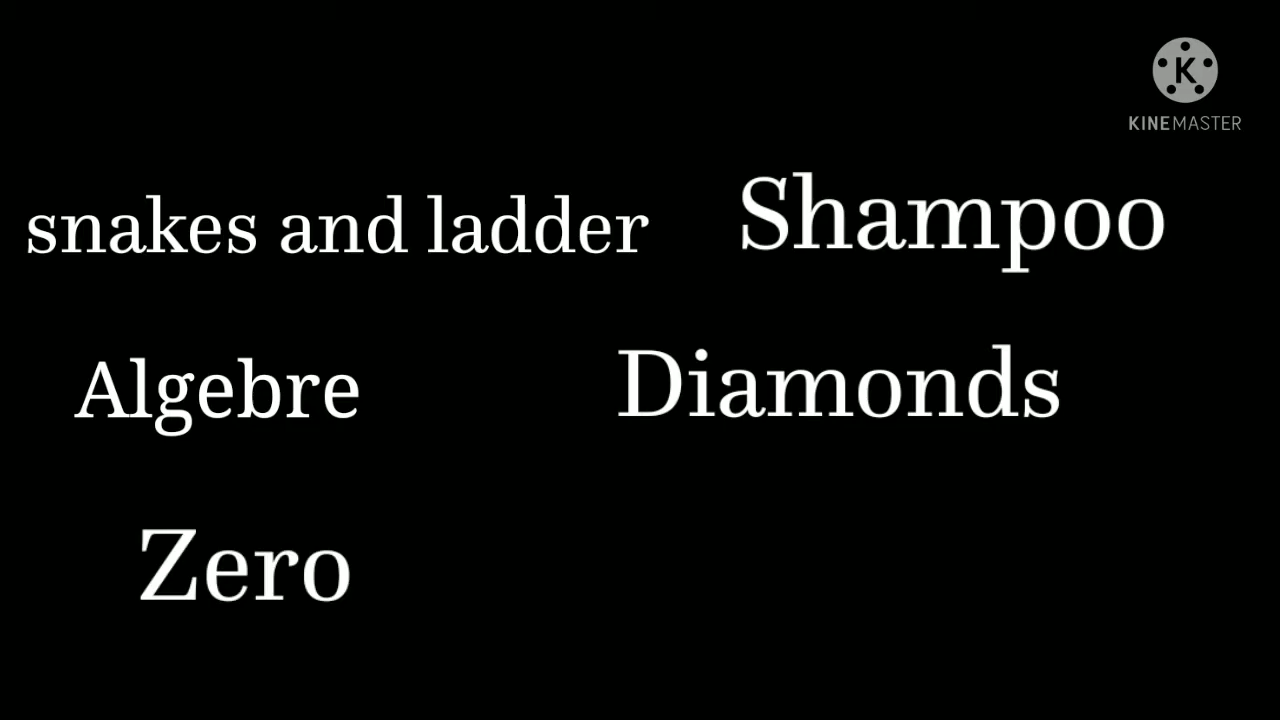 KINEMASTER
snakes and ladder
Shampoo
Algebre
Diamonds
Zero